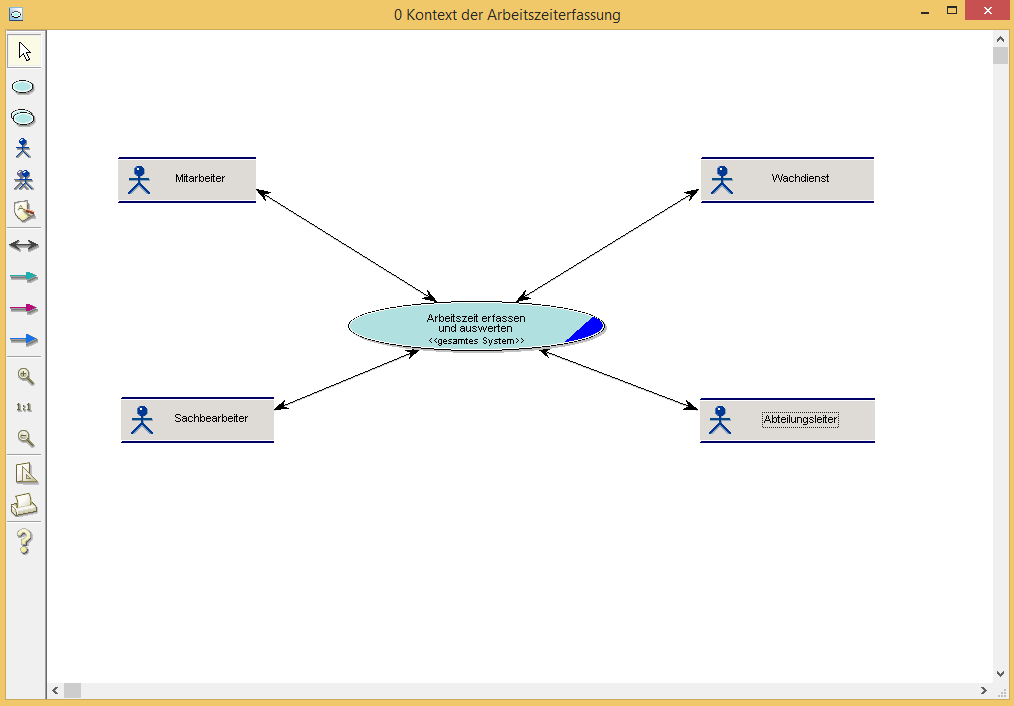 0 Kontext der Arbeitszeiterfassung
Mitarbeiter
Wachdienst
Arbeitszeit erfassen
und auswerten
<<gesamtes System>>
Sachbearbeiter
Abteilungsleiter
1:1